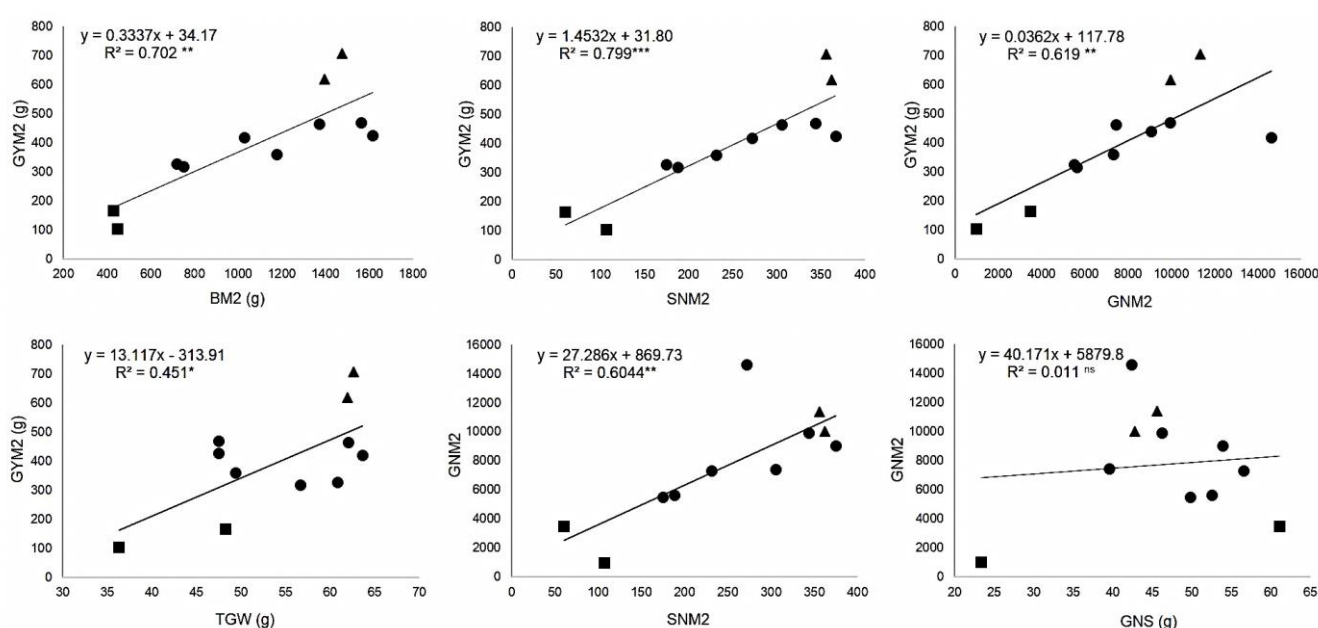 y = 0.3337x + 34.17
R² = 0.702 **
GYM2 (g)
800
700
600
500
400
300
200
100
0
200 400 600 800 1000 1200 1400 1600 1800
BM2 (g)
y = 1.4532x + 31.80
R² = 0.799***
GYM2 (g)
800
700
600
500
400
300
200
100
0
0 50 100 150 200 250 300 350 400
SNM2
y = 0.0362x + 117.78
R² = 0.619 **
GYM2 (g)
800
700
600
500
400
300
200
100
0
0 2000 4000 6000 8000 10000 12000 14000 16000
GNM2
y = 13.117x - 313.91
R² = 0.451*
GYM2 (g)
800
700
600
500
400
300
200
100
0
30 35 40 45 50 55 60 65 70
TGW (g)
y = 27.286x + 869.73
R² = 0.6044**
GNM2
16000
14000
12000
10000
8000
6000
4000
2000
0
0 50 100 150 200 250 300 350 400
SNM2
y = 40.171x + 5879.8
R² = 0.011 ns
GNM2
16000
14000
12000
10000
8000
6000
4000
2000
0
20 25 30 35 40 45 50 55 60 65
GNS (g)